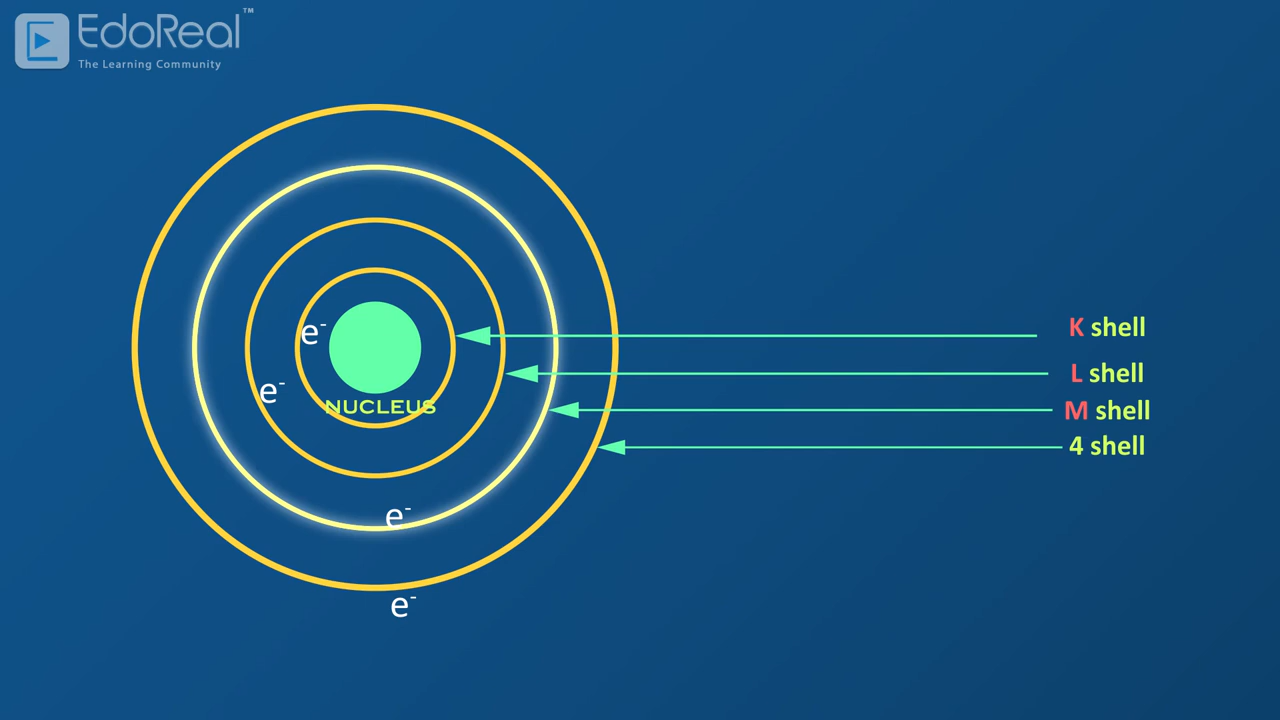 EdoReal™
The Learning Community
e-
K shell
e-
L shell
NUCLEUS
M shell
4 shell
e-
e-